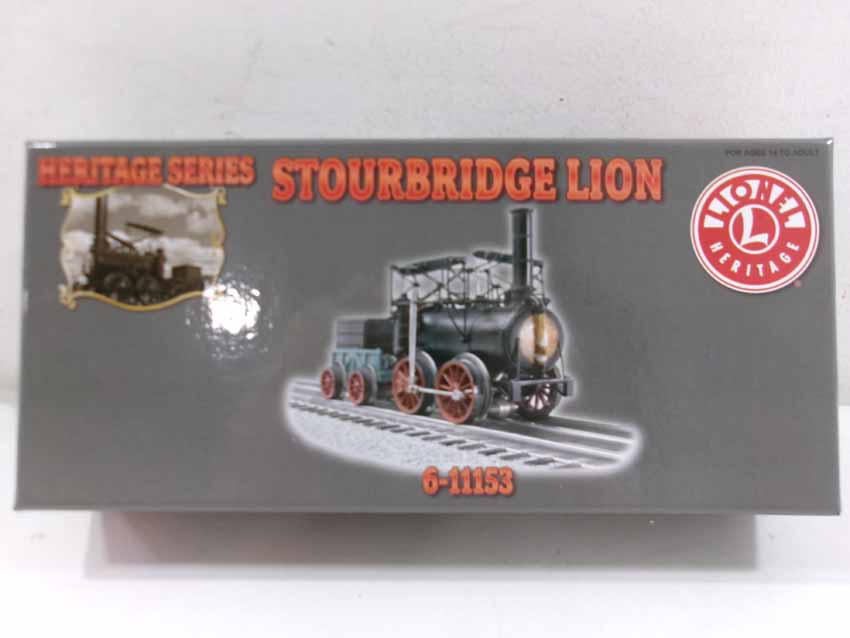 FOR AGES 14 TO ADULT
HERITAGE SERIES
STOURBRIDGE LION
LIONEL
L
HERITAGE
®
6-11153